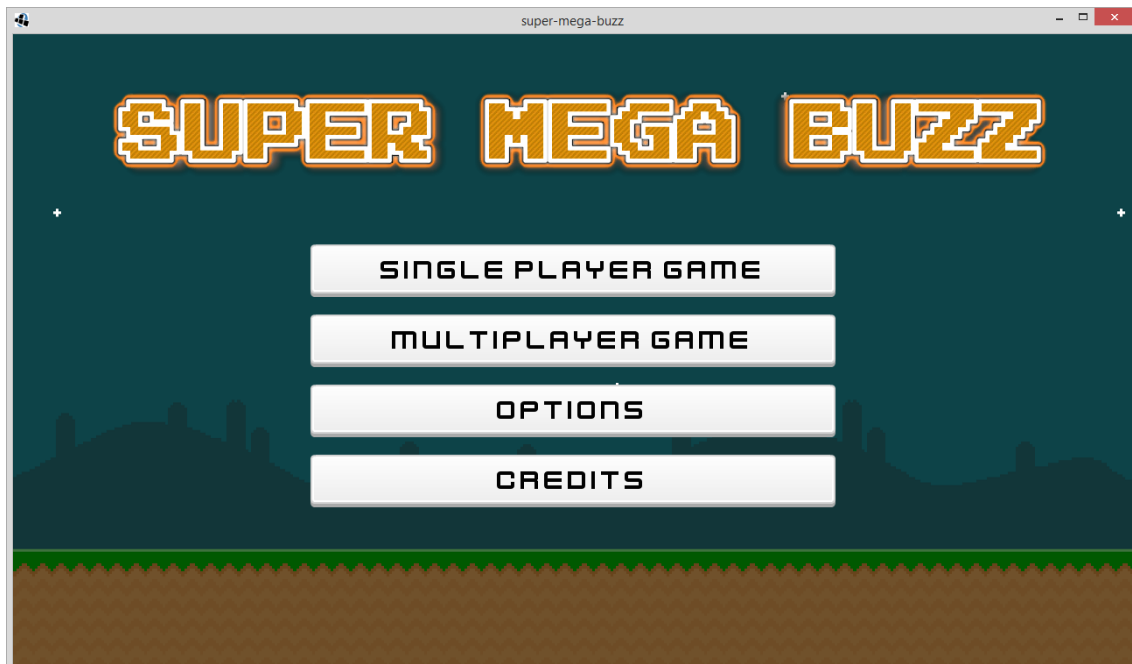 super-mega-buzz
SUPER MEGA BUZZ
SINGLE PLAYER GAME
MULTIPLAYER GAME
OPTIONS
CREDITS